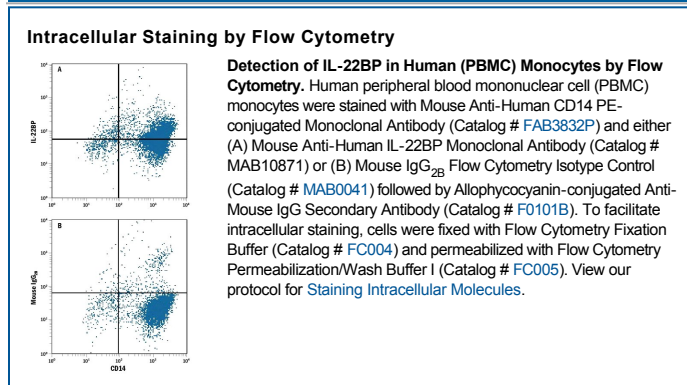 Intracellular Staining by Flow Cytometry
Detection of IL-22BP in Human (PBMC) Monocytes by Flow
Cytometry. Human peripheral blood mononuclear cell (PBMC)
monocytes were stained with Mouse Anti-Human CD14 PE-
conjugated Monoclonal Antibody (Catalog # FAB3832P) and either
(A) Mouse Anti-Human IL-22BP Monoclonal Antibody (Catalog #
MAB10871) or (B) Mouse IgG2B Flow Cytometry Isotype Control
(Catalog # MAB0041) followed by Allophycocyanin-conjugated Anti-
Mouse IgG Secondary Antibody (Catalog # F0101B). To facilitate
intracellular staining, cells were fixed with Flow Cytometry Fixation
Buffer (Catalog # FC004) and permeabilized with Flow Cytometry
Permeabilization/Wash Buffer I (Catalog # FC005). View our
protocol for Staining Intracellular Molecules.
A
IL-22BP
B
Mouse IgG2B
CD14